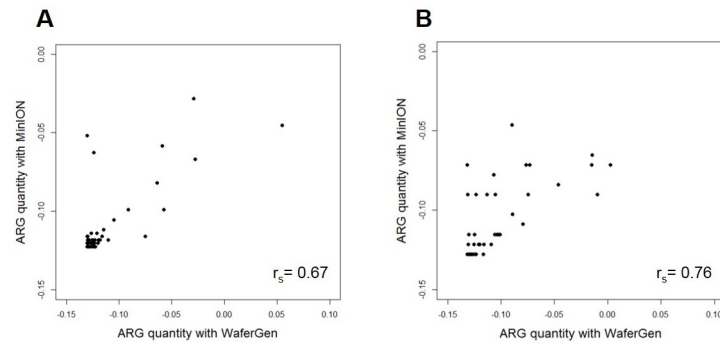 A
B
0.00
-0.05
-0.10
-0.15
ARG quantity with MinION
rs= 0.67
-0.15 -0.10 -0.05 0.00 0.05 0.10
ARG quantity with WaferGen
0.00
-0.05
-0.10
-0.15
ARG quantity with MinION
rs= 0.76
-0.15 -0.10 -0.05 0.00 0.05 0.10
ARG quantity with WaferGen